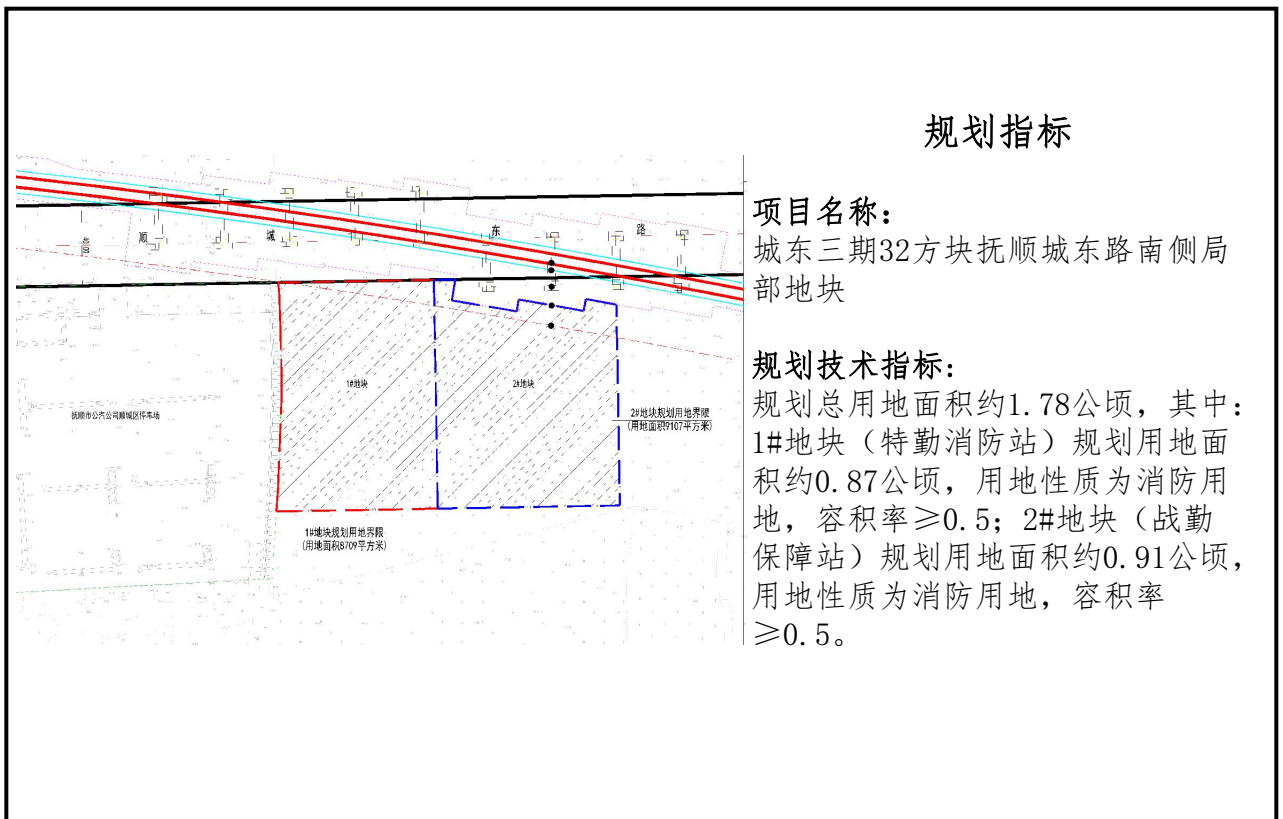 规划指标
项目名称：
城东三期32方块抚顺城东路南侧局
部地块
规划技术指标：
规划总用地面积约1.78公顷，其中：
1#地块（特勤消防站）规划用地面
积约0.87公顷，用地性质为消防用
地，容积率≥0.5；2#地块（战勤
保障站）规划用地面积约0.91公顷，
用地性质为消防用地，容积率
≥0.5。
顺 城 东 路
1#地块
2#地块
抚顺市公汽公司顺城区停车场
2#地块规划用地界限
(用地面积9107平方米)
1#地块规划用地界限
(用地面积8709平方米)